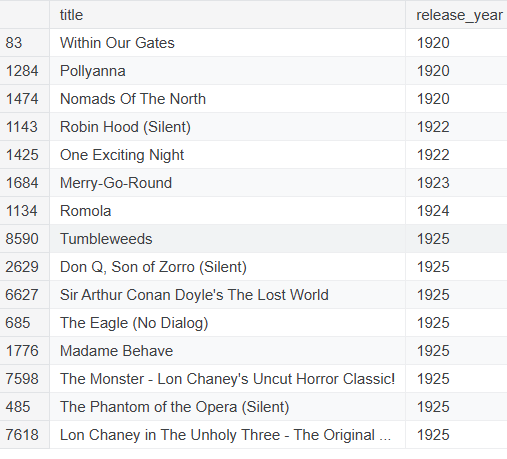 title release_year
83 Within Our Gates 1920
1284 Pollyanna 1920
1474 Nomads Of The North 1920
1143 Robin Hood (Silent) 1922
1425 One Exciting Night 1922
1684 Merry-Go-Round 1923
1134 Romola 1924
8590 Tumbleweeds 1925
2629 Don Q, Son of Zorro (Silent) 1925
6627 Sir Arthur Conan Doyle's The Lost World 1925
685 The Eagle (No Dialog) 1925
1776 Madame Behave 1925
7598 The Monster - Lon Chaney's Uncut Horror Classic! 1925
485 The Phantom of the Opera (Silent) 1925
7618 Lon Chaney in The Unholy Three - The Original ... 1925